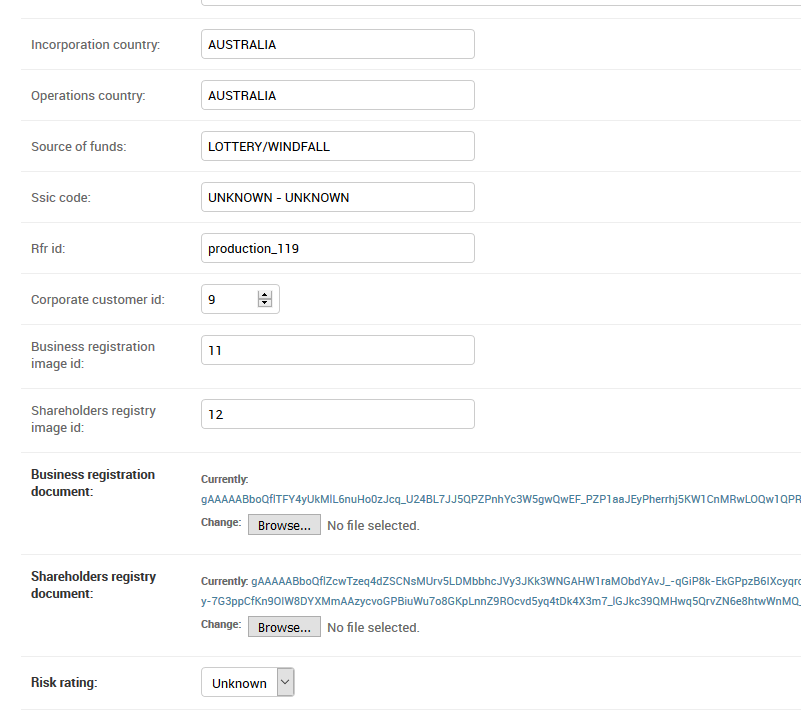 Incorporation country:
AUSTRALIA
Operations country:
AUSTRALIA
Source of funds:
LOTTERY/WINDFALL
Ssic code:
UNKNOWN - UNKNOWN
Rfr id:
production_119
Corporate customer id:
9
Business registration
image id:
11
Shareholders registry
image id:
12
Business registration
document:
Currently:
gAAAAABboQflTFY4yUkMlL6nuHo0zJcq_U24BL7JJ5QPZPnhYc3W5gwQwEF_PZP1aaJEyPherrhj5KW1CnMRwLOQw1QPR
Change: Browse... No file selected.
Shareholders registry
document:
Currently: gAAAAABboQflZcwTzeq4dZSCNsMUrv5LDMbbhcJVy3JKk3WNGAHW1raMObdYAvJ_-qGiP8k-EkGPpzB6IXcyqrc
y-7G3ppCfKn9OlW8DYXMmAAzycvoGPBiuWu7o8GKpLnnZ9ROcvd5yq4tDk4X3m7_lGJkc39QMHwq5QrvZN6e8htwWnMQ_
Change: Browse... No file selected.
Risk rating:
Unknown